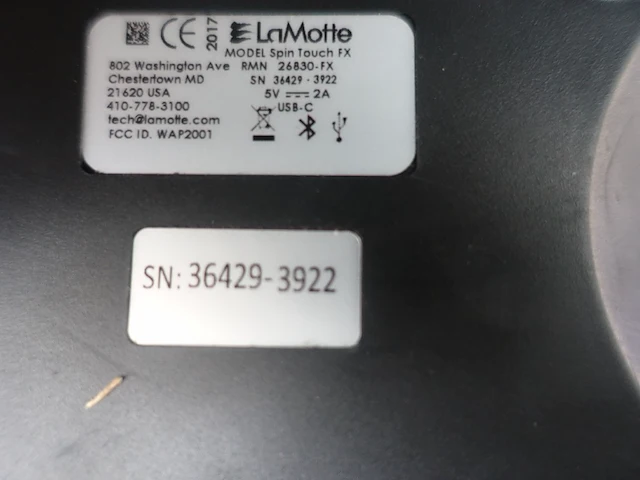 2017
LaMotte
MODEL Spin Touch FX
802 Washington Ave
Chestertown MD
21620 USA
410-778-3100
tech@lamotte.com
FCC ID. WAP2001
RMN 26830-FX
SN 36429 - 3922
5V 2A
USB-C
SN: 36429-3922